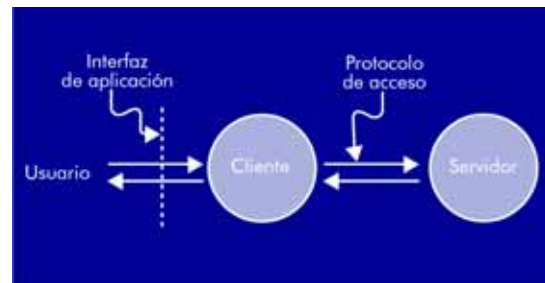 Interfaz
de aplicación
Protocolo
de acceso
Usuario
Cliente
Servidor